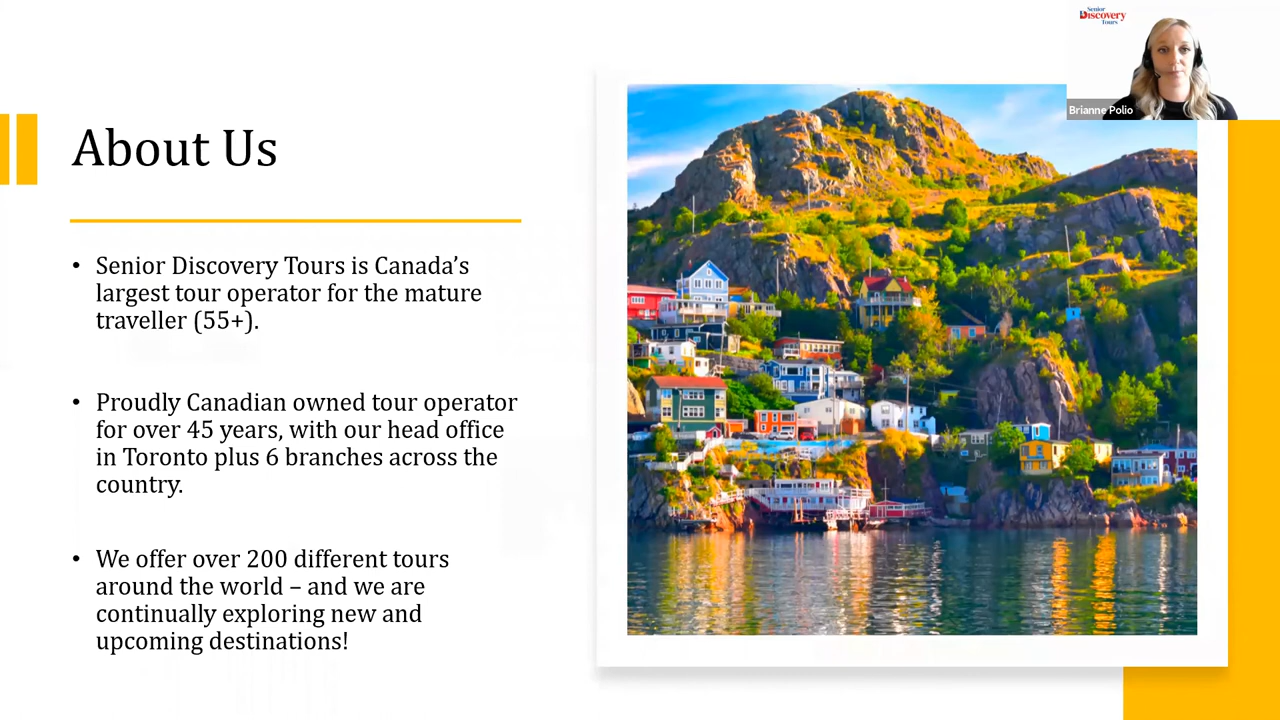 Senior
Discovery
Tours
Brianne Polio
About Us
• Senior Discovery Tours is Canada’s
largest tour operator for the mature
traveller (55+).
• Proudly Canadian owned tour operator
for over 45 years, with our head office
in Toronto plus 6 branches across the
country.
• We offer over 200 different tours
around the world – and we are
continually exploring new and
upcoming destinations!